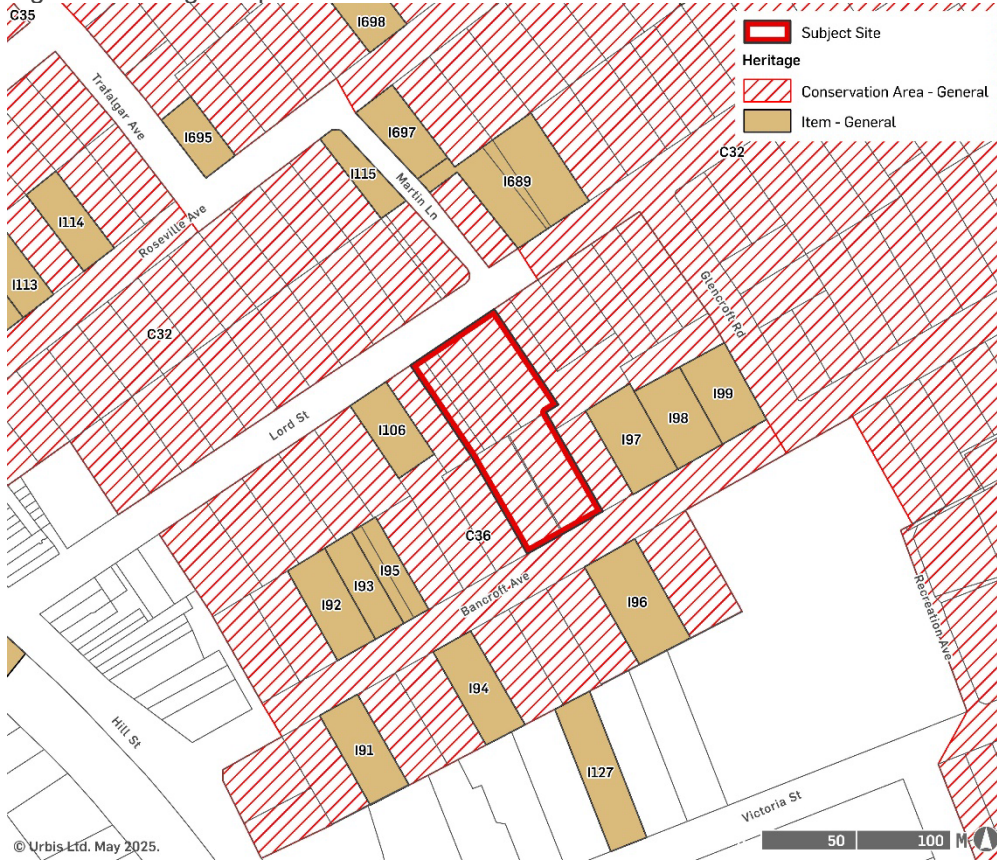 C35
I698
Subject Site
Heritage
Conservation Area - General
Item - General
Trafalgar Ave
I695
I697
C32
I115
Martin Ln
I689
I114
Roseville Ave
I113
Glencroft Rd
C32
Lord St
I106
I99
I98
I97
C36
I95
I93
I92
Bancroft Ave
I96
Recreation Ave
I94
Hill St
I91
I127
Victoria St
© Urbis Ltd. May 2025.
50 100 M